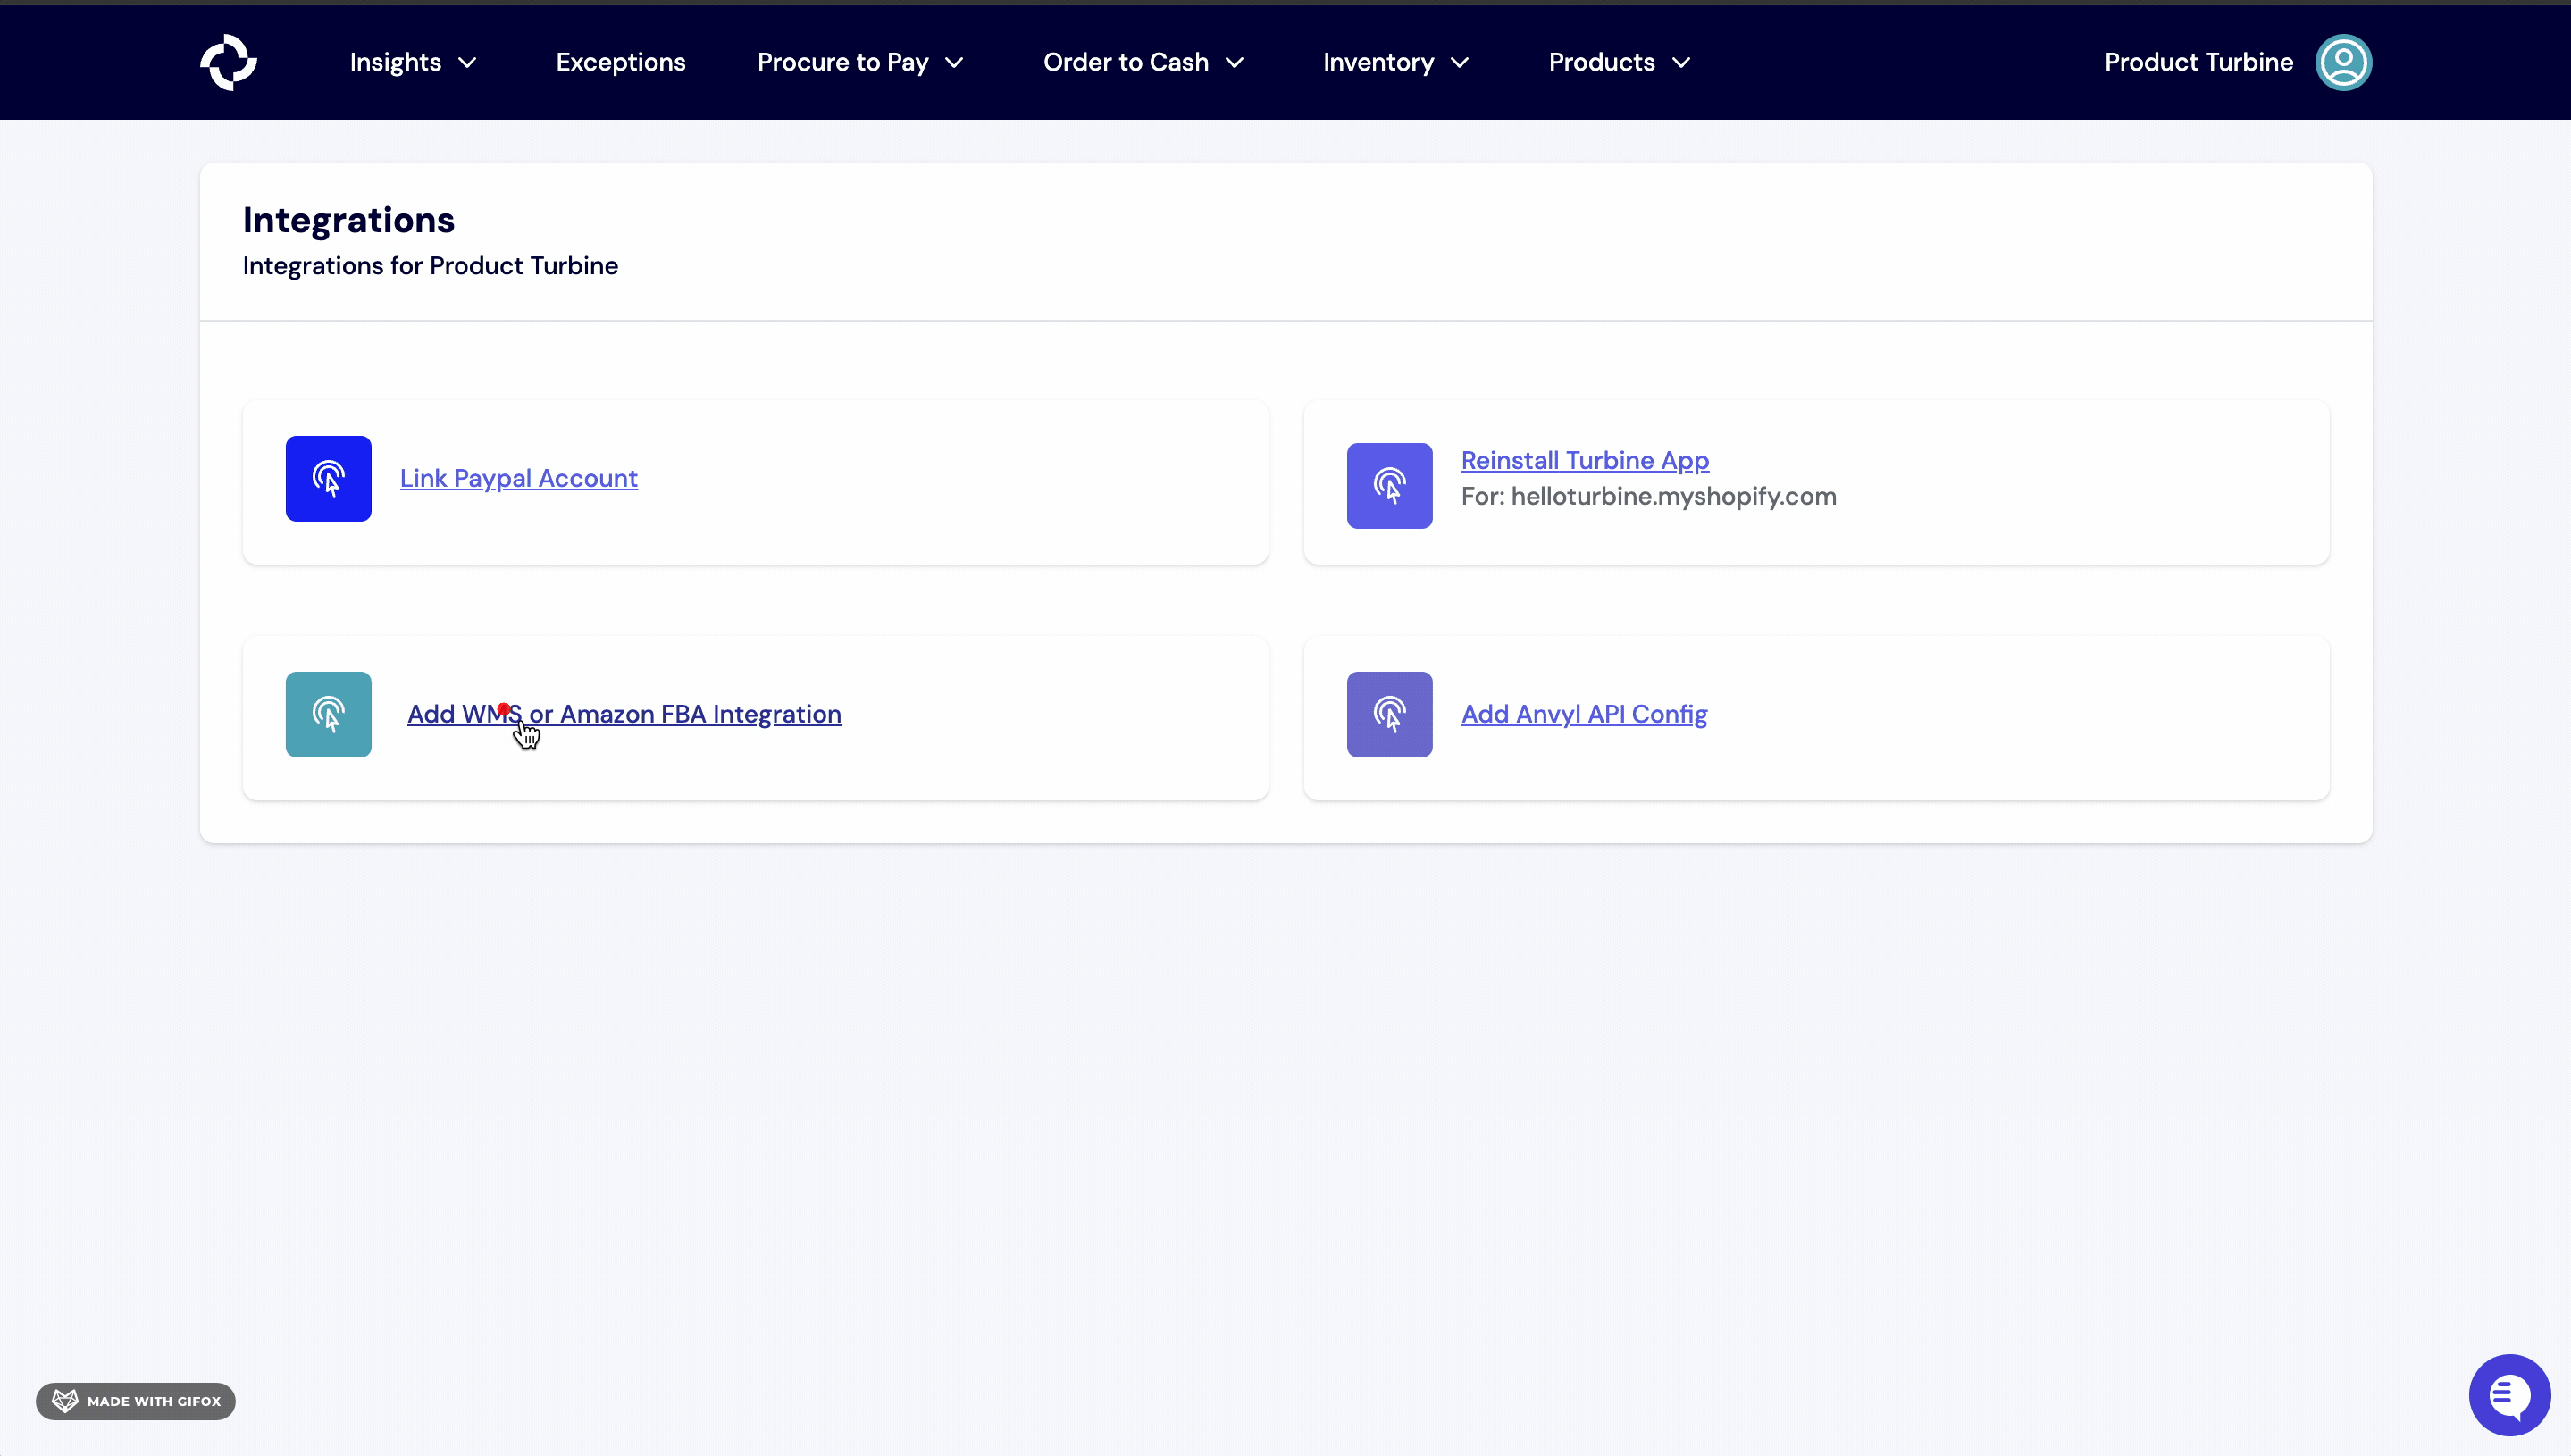 Insights
Exceptions
Procure to Pay
Order to Cash
Inventory
Products
Product Turbine
Integrations
Integrations for Product Turbine
Link Paypal Account
Reinstall Turbine App
For: helloturbine.myshopify.com
Add WMS or Amazon FBA Integration
Add Anvyl API Config
MADE WITH GIFOX